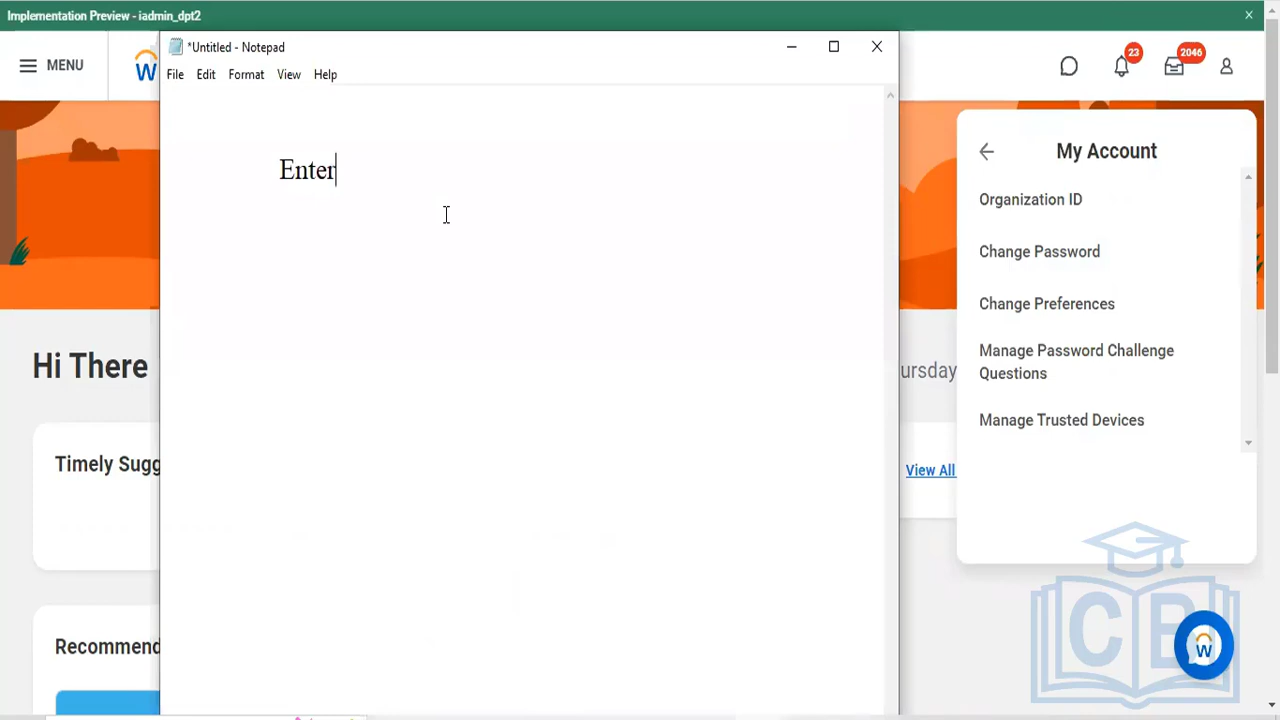 Implementation Preview - iadmin_dpt2
*Untitled - Notepad
MENU
W
23
2046
File Edit Format View Help
Enter
My Account
Organization ID
Change Password
Change Preferences
Manage Password Challenge
Questions
Manage Trusted Devices
Hi There
ursday
Timely Sugg
View All
Recommend
CB
W